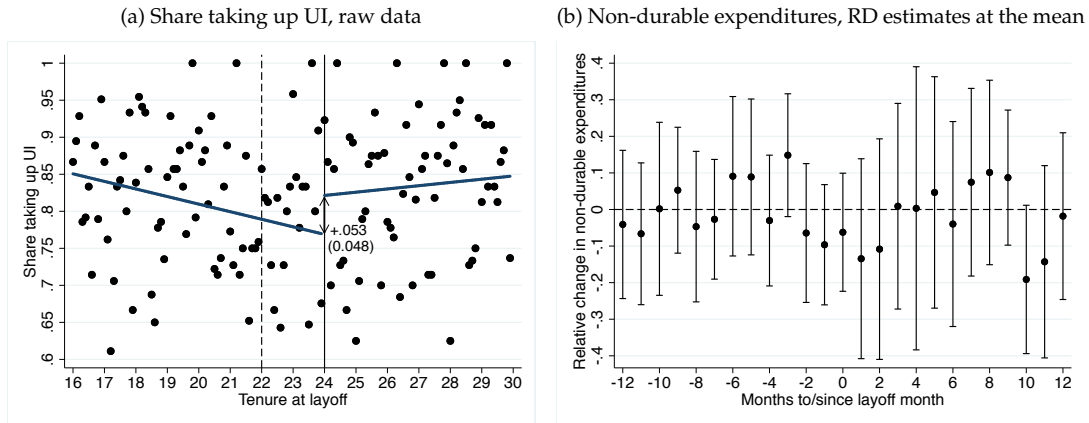 (a) Share taking up UI, raw data
Share taking up UI
1
.95
.9
.85
.8
.75
.7
.65
.6
+.053
(0.048)
16 17 18 19 20 21 22 23 24 25 26 27 28 29 30
Tenure at layoff
(b) Non-durable expenditures, RD estimates at the mean
Relative change in non-durable expenditures
.4
.3
.2
.1
0
-.1
-.2
-.3
-.4
-12 -10 -8 -6 -4 -2 0 2 4 6 8 10 12
Months to/since layoff month